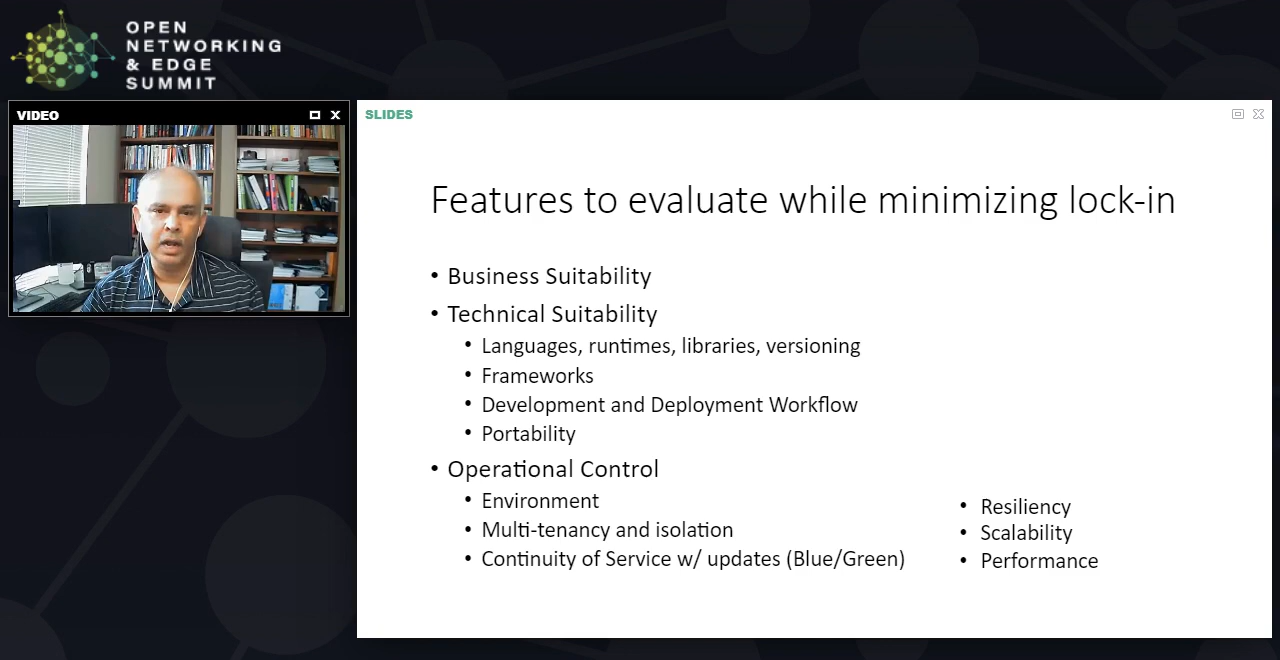 OPEN
NETWORKING
& EDGE
SUMMIT
VIDEO
SLIDES
Features to evaluate while minimizing lock-in
• Business Suitability
• Technical Suitability
• Languages, runtimes, libraries, versioning
• Frameworks
• Development and Deployment Workflow
• Portability
• Operational Control
• Environment
• Multi-tenancy and isolation
• Continuity of Service w/ updates (Blue/Green)
• Resiliency
• Scalability
• Performance